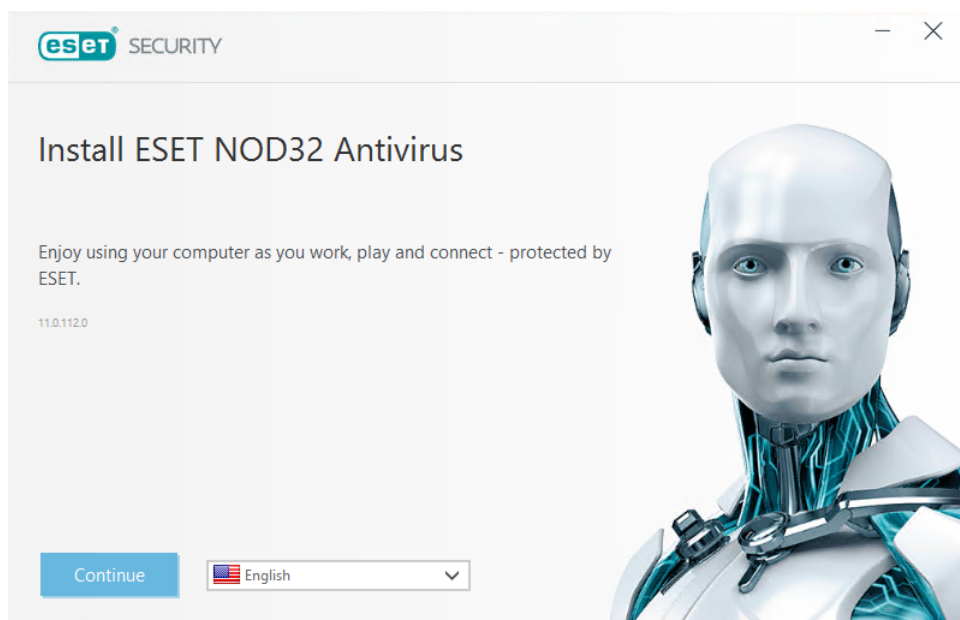 eseT® SECURITY
Install ESET NOD32 Antivirus
Enjoy using your computer as you work, play and connect - protected by
ESET.
11.0.112.0
Continue
English